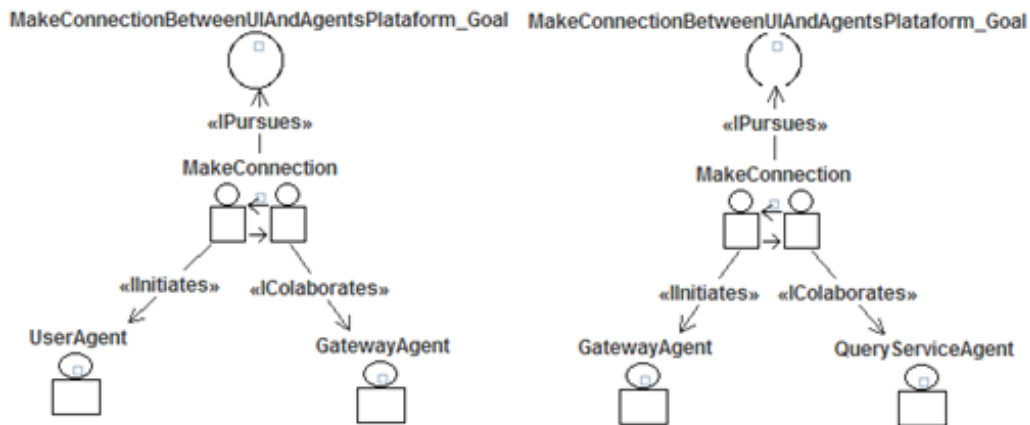 MakeConnectionBetweenUIAndAgentsPlataform_Goal
«IPursues»
MakeConnection
«IInitiates»
«IColaborates»
UserAgent
GatewayAgent
MakeConnectionBetweenUIAndAgentsPlataform_Goal
«IPursues»
MakeConnection
«IInitiates»
«IColaborates»
GatewayAgent
QueryServiceAgent